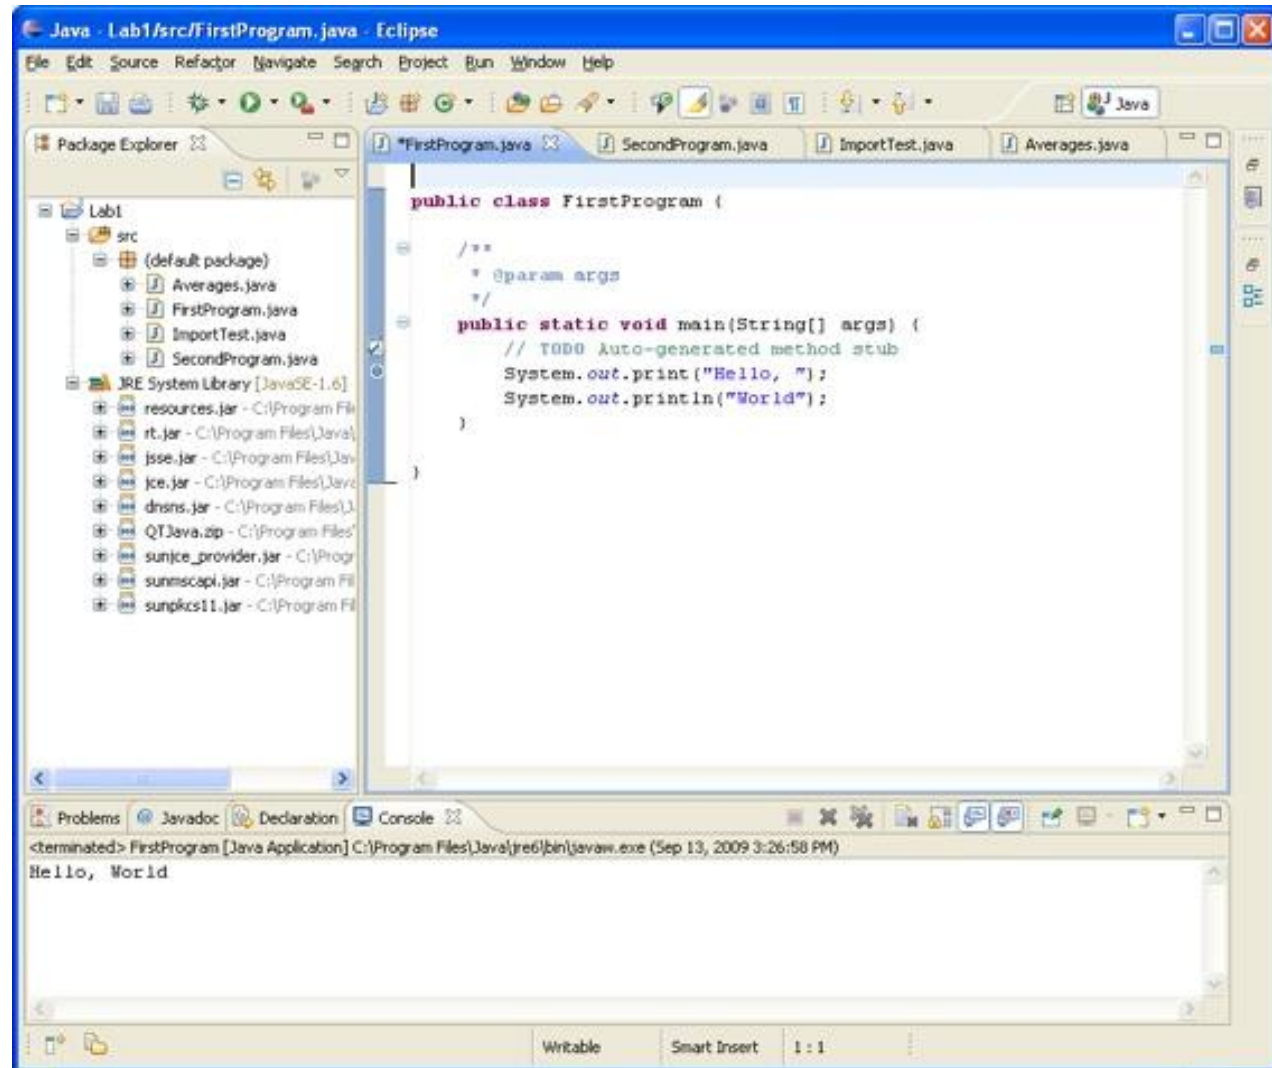 Java - Lab1/src/FirstProgram.java - Eclipse
File Edit Source Refactor Navigate Search Project Run Window Help
Java
Package Explorer
*FirstProgram.java SecondProgram.java ImportTest.java Averages.java
Lab1
src
(default package)
Averages.java
FirstProgram.java
ImportTest.java
SecondProgram.java
JRE System Library [JavaSE-1.6]
resources.jar - C:\Program File
rt.jar - C:\Program Files\Java\
jsse.jar - C:\Program Files\Jav
jce.jar - C:\Program Files\Java
dnsns.jar - C:\Program Files\J
QTJava.zip - C:\Program Files\
sunjce_provider.jar - C:\Progr
sunmscapi.jar - C:\Program Fil
sunpkcs11.jar - C:\Program Fil
public class FirstProgram {
/**
* @param args
*/
public static void main(String[] args) {
// TODO Auto-generated method stub
System.out.print("Hello, ");
System.out.println("World");
}
}
Problems @ Javadoc Declaration Console
<terminated> FirstProgram [Java Application] C:\Program Files\Java\jre6\bin\javaw.exe (Sep 13, 2009 3:26:58 PM)
Hello, World
Writable Smart Insert 1 : 1